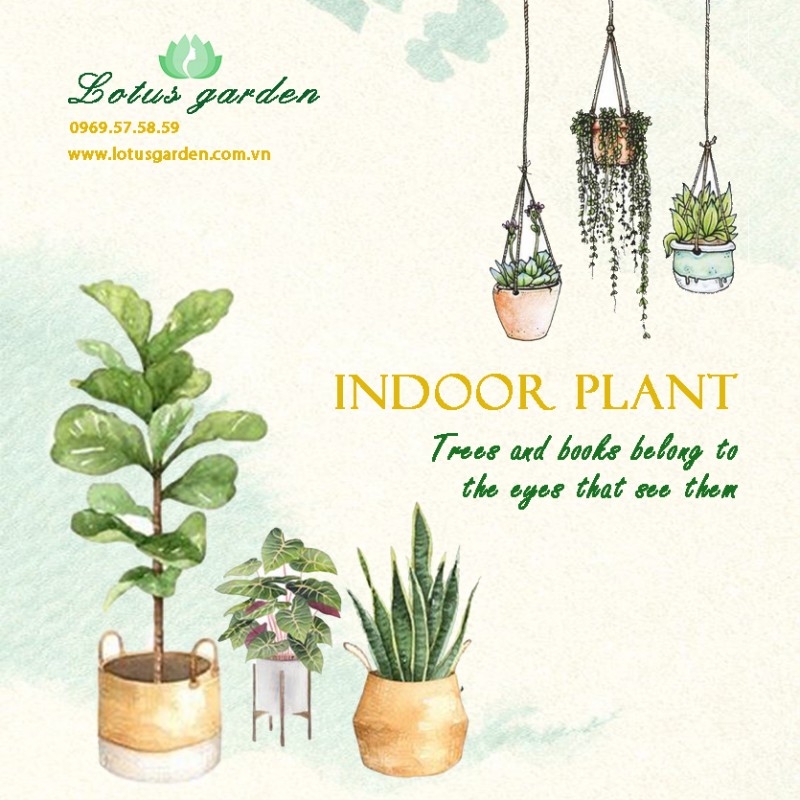 Lotus garden
0969.57.58.59
www.lotusgarden.com.vn
INDOOR PLANT
Trees and books belong to
the eyes that see them